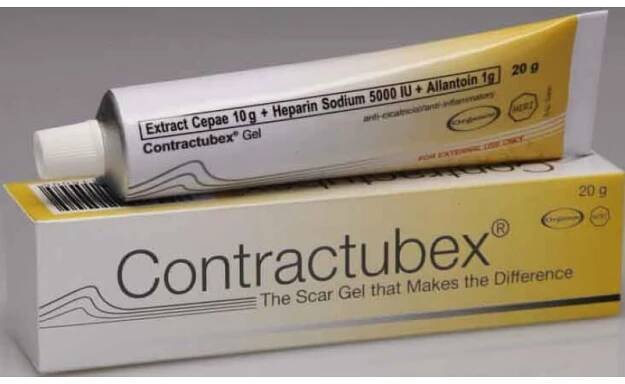 Extract Cepae 10 g + Heparin Sodium 5000 IU + Allantoin 1g
20 g
Contractubex® Gel
anti-cicatricial/anti-inflammatory
MERZ
FOR EXTERNAL USE ONLY
20 g
Contractubex®
The Scar Gel that Makes the Difference